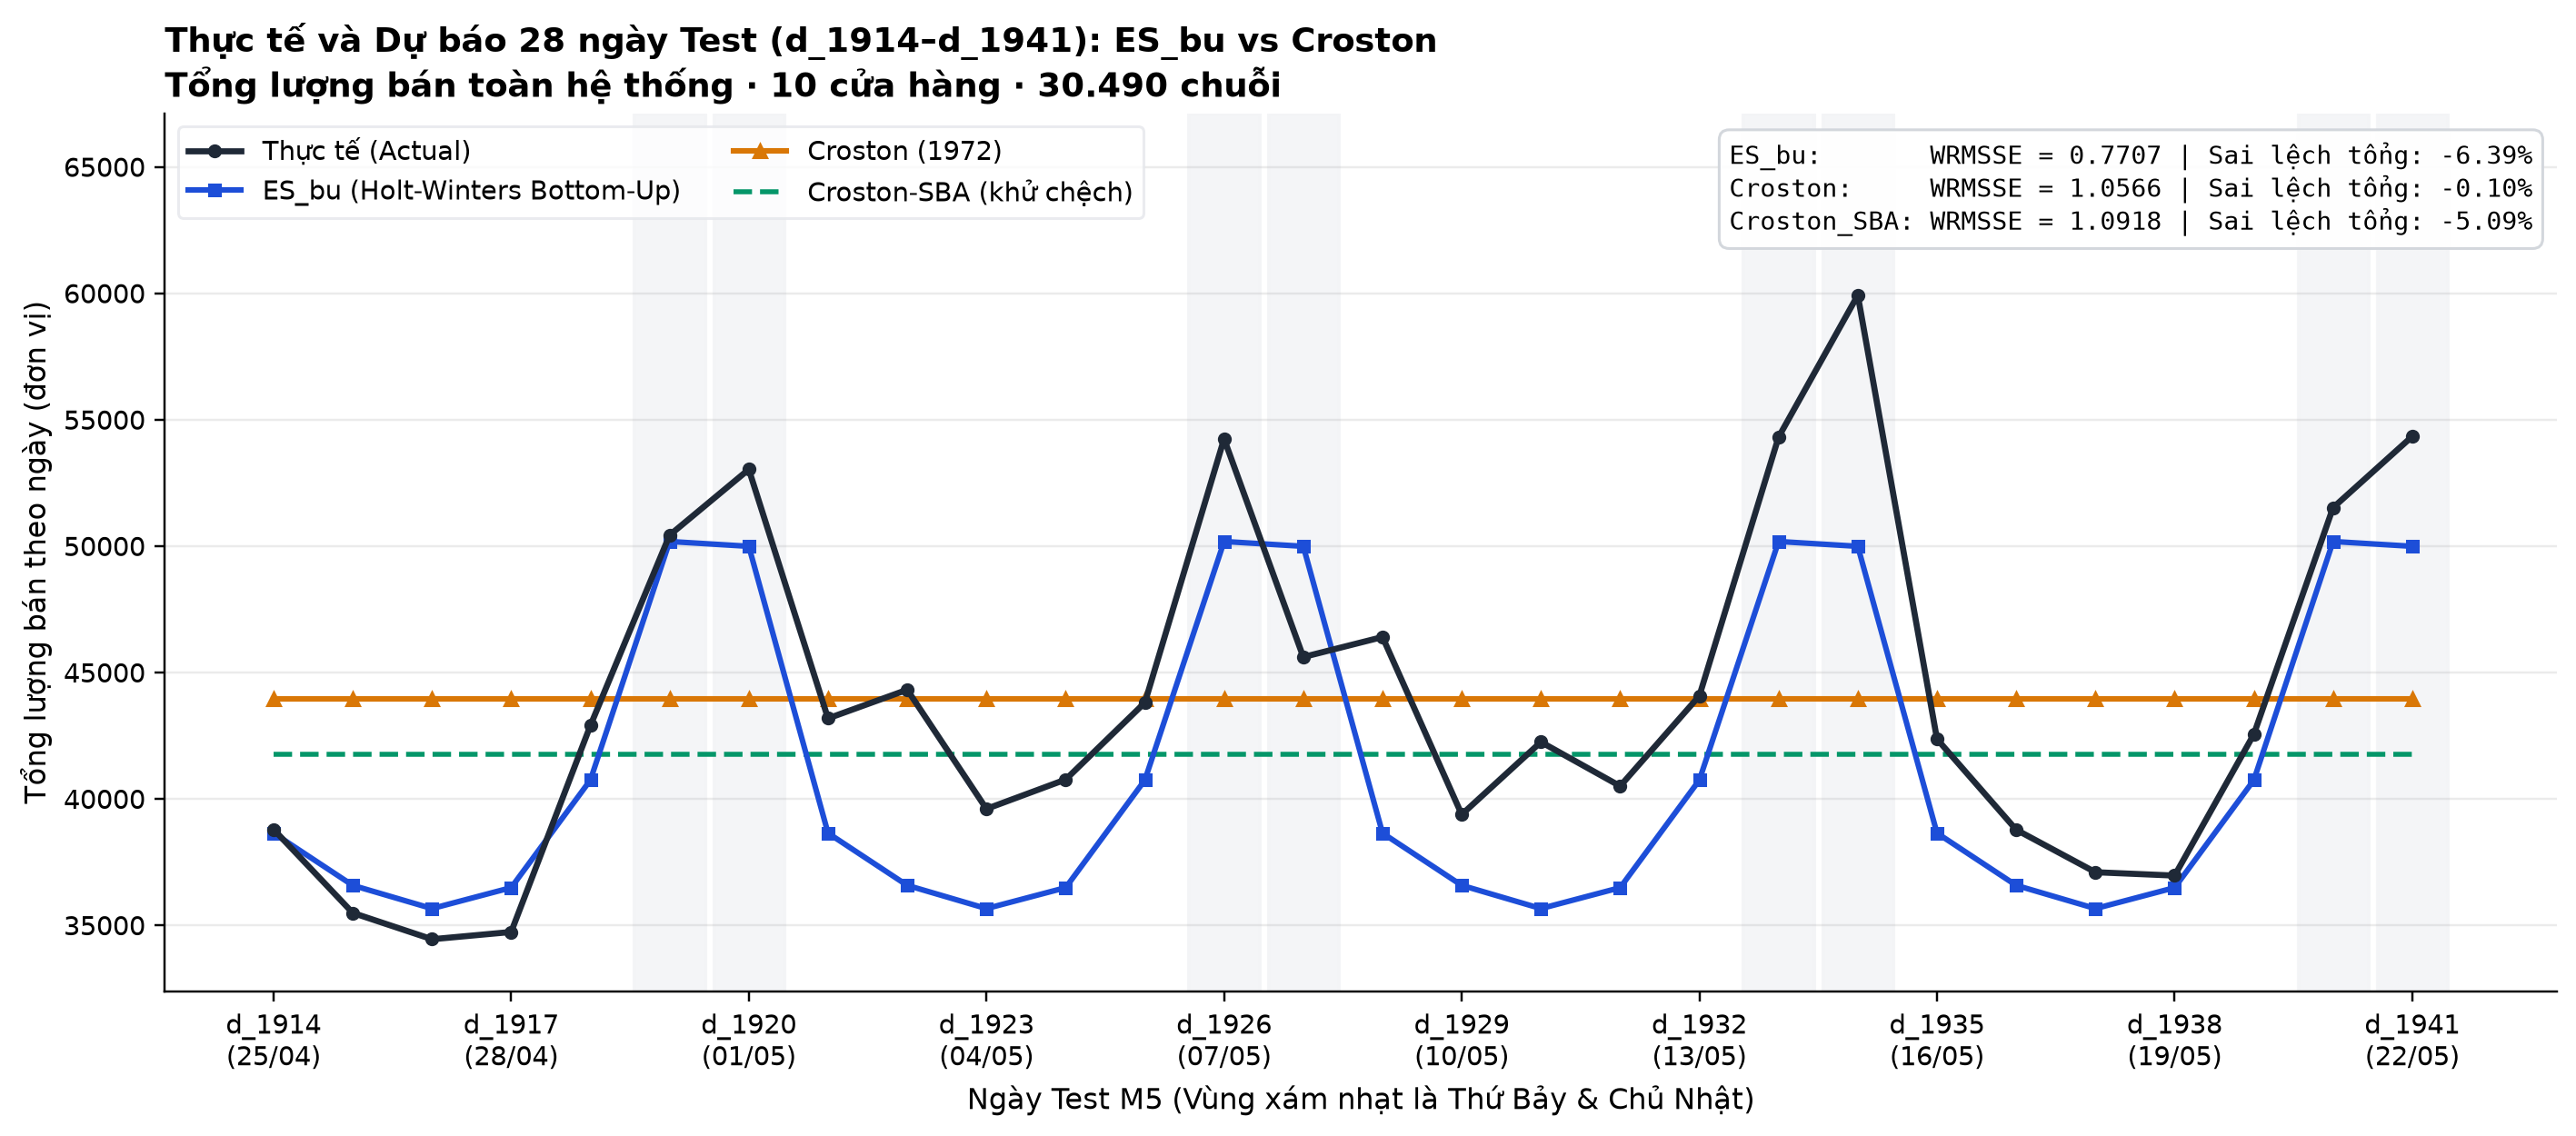 Thực tế và Dự báo 28 ngày Test (d_1914–d_1941): ES_bu vs Croston
Tổng lượng bán toàn hệ thống · 10 cửa hàng · 30.490 chuỗi
Thực tế (Actual)
ES_bu (Holt-Winters Bottom-Up)
Croston (1972)
Croston-SBA (khử chệch)
ES_bu:       WRMSSE = 0.7707 | Sai lệch tổng: -6.39%
Croston:     WRMSSE = 1.0566 | Sai lệch tổng: -0.10%
Croston_SBA: WRMSSE = 1.0918 | Sai lệch tổng: -5.09%
Tổng lượng bán theo ngày (đơn vị)
65000
60000
55000
50000
45000
40000
35000
d_1914 d_1917 d_1920 d_1923 d_1926 d_1929 d_1932 d_1935 d_1938 d_1941
(25/04) (28/04) (01/05) (04/05) (07/05) (10/05) (13/05) (16/05) (19/05) (22/05)
Ngày Test M5 (Vùng xám nhạt là Thứ Bảy & Chủ Nhật)